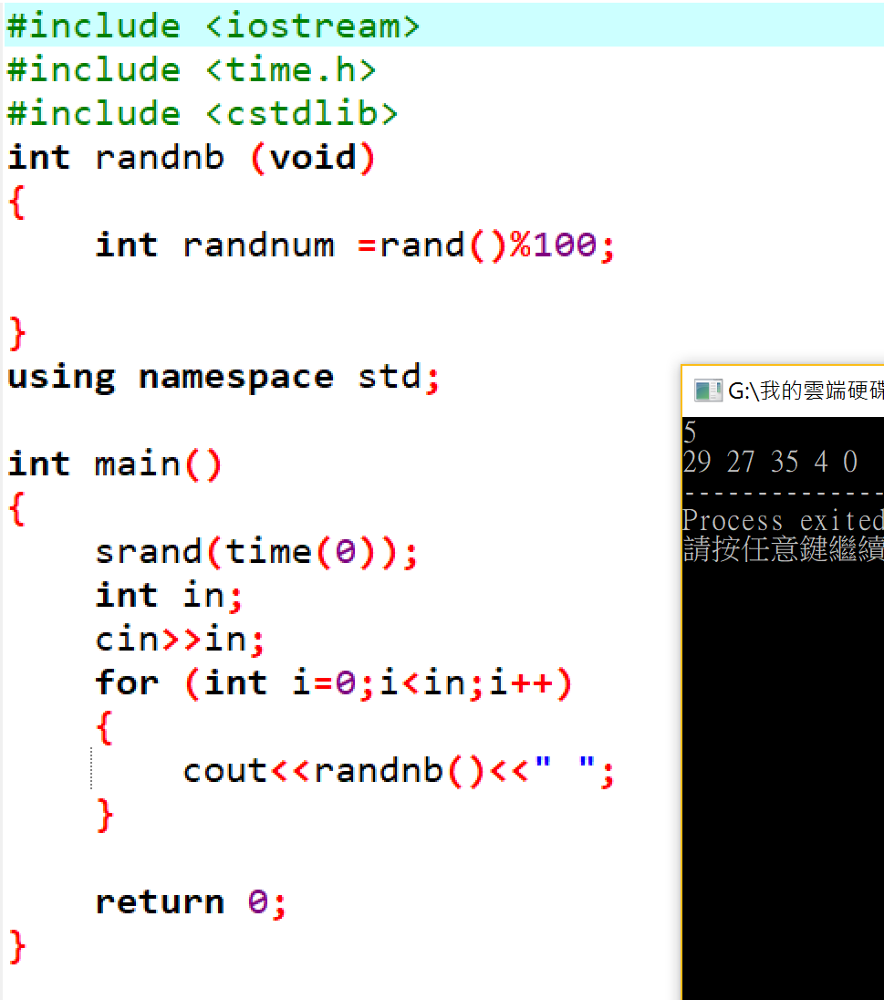 #include <iostream>
#include <time.h>
#include <cstdlib>
int randnb (void)
{
    int randnum =rand()%100;
}
using namespace std;
int main()
{
    srand(time(0));
    int in;
    cin>>in;
    for (int i=0;i<in;i++)
    {
        cout<<randnb()<<" ";
    }
    return 0;
}
G:\我的雲端硬碟
5
29 27 35 4 0
--------------
Process exited
請按任意鍵繼續